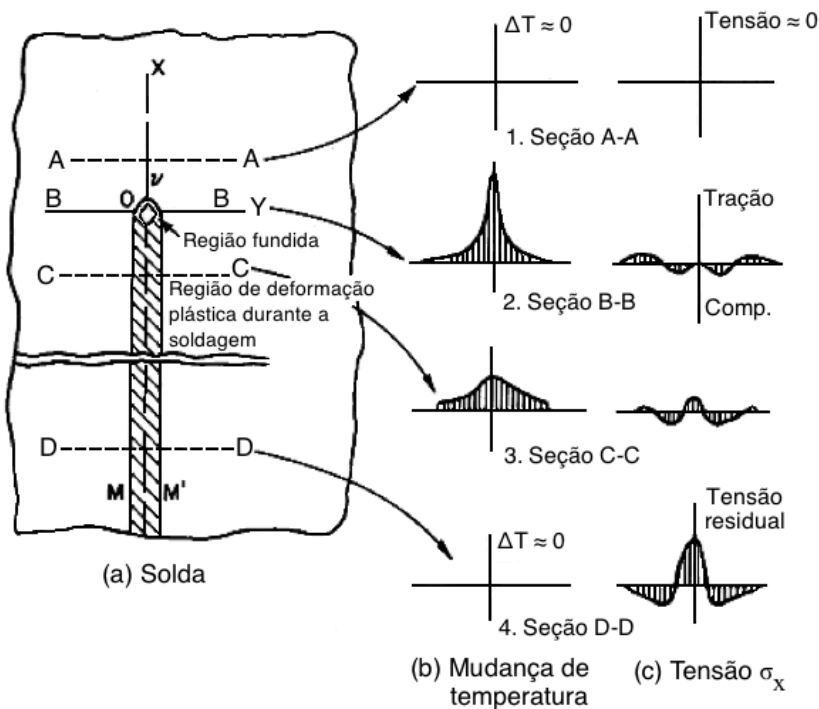 X
A
A
ν
B
O
B
Y
Região fundida
C
C
Região de deformação
plástica durante a
soldagem
D
D
M
M'
(a) Solda
ΔT ≈ 0
1. Seção A-A
2. Seção B-B
3. Seção C-C
ΔT ≈ 0
4. Seção D-D
(b) Mudança de
temperatura
Tensão ≈ 0
Tração
Comp.
Tensão
residual
(c) Tensão σx